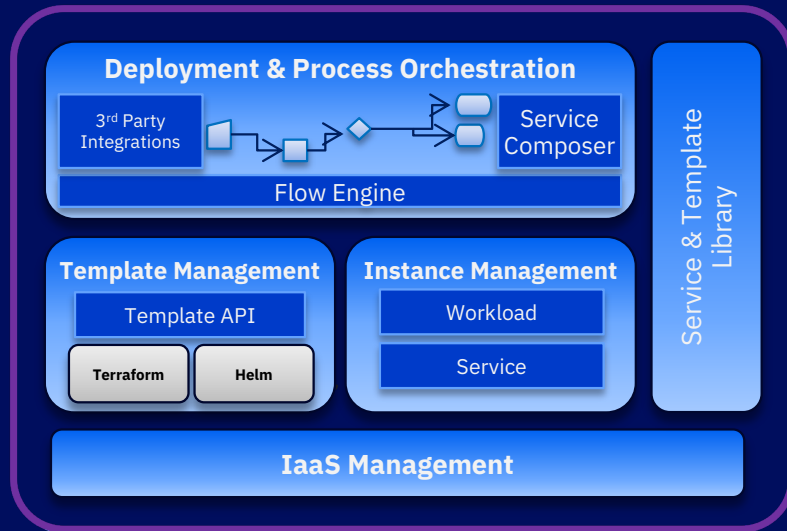 Deployment & Process Orchestration
3rd Party
Integrations
Service
Composer
Flow Engine
Template Management
Template API
Terraform
Helm
Instance Management
Workload
Service
Service & Template
Library
IaaS Management